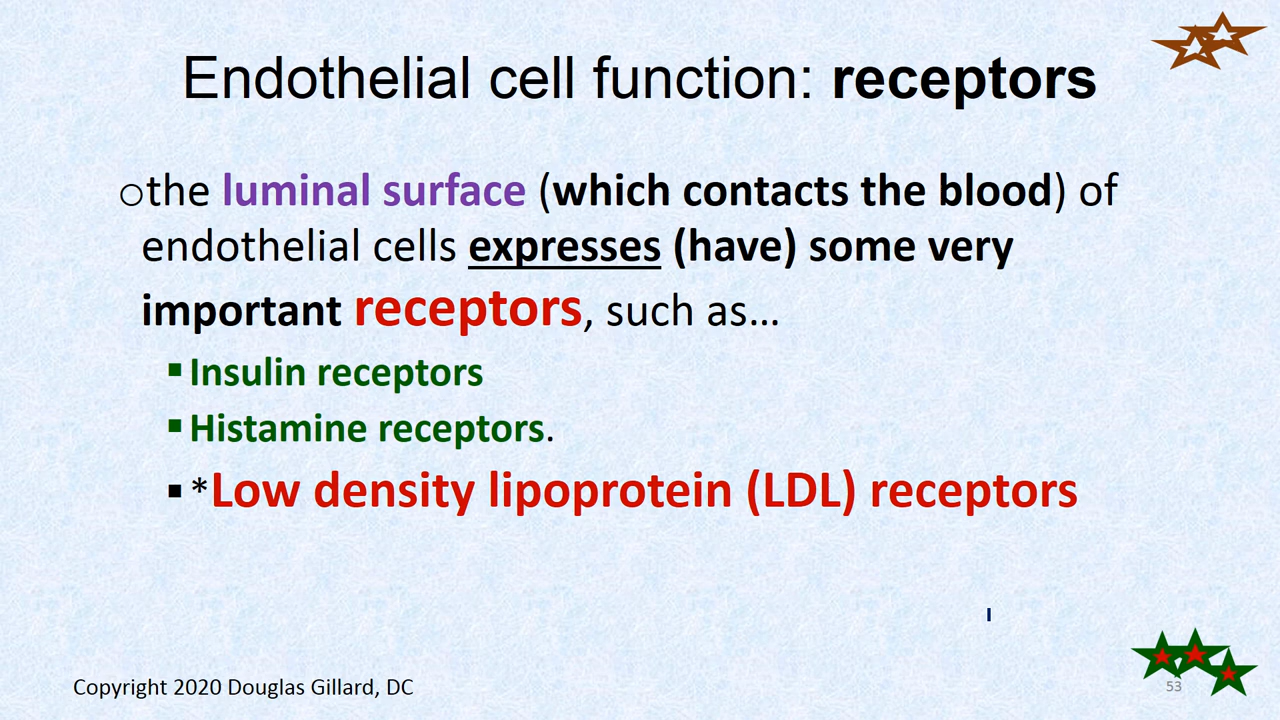 Endothelial cell function: receptors
○the luminal surface (which contacts the blood) of
endothelial cells expresses (have) some very
important receptors, such as…
▪Insulin receptors
▪Histamine receptors.
▪*Low density lipoprotein (LDL) receptors
Copyright 2020 Douglas Gillard, DC
53